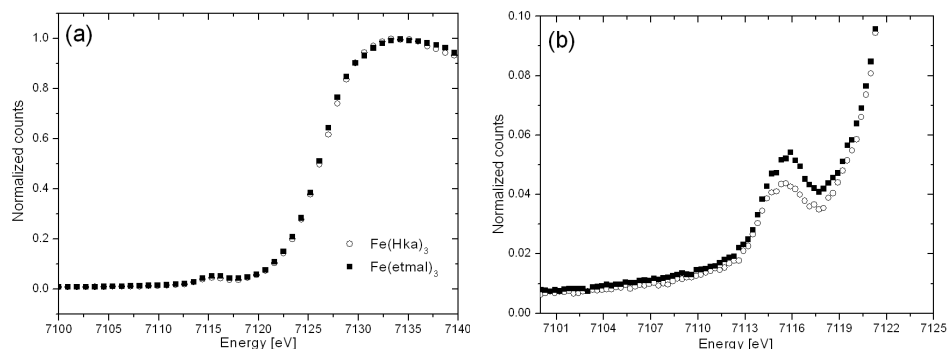 (a)
Normalized counts
1.0
0.8
0.6
0.4
0.2
0.0
Fe(Hka)3
Fe(etmal)3
7100 7105 7110 7115 7120 7125 7130 7135 7140
Energy [eV]
(b)
Normalized counts
0.10
0.08
0.06
0.04
0.02
0.00
7101 7104 7107 7110 7113 7116 7119 7122 7125
Energy [eV]